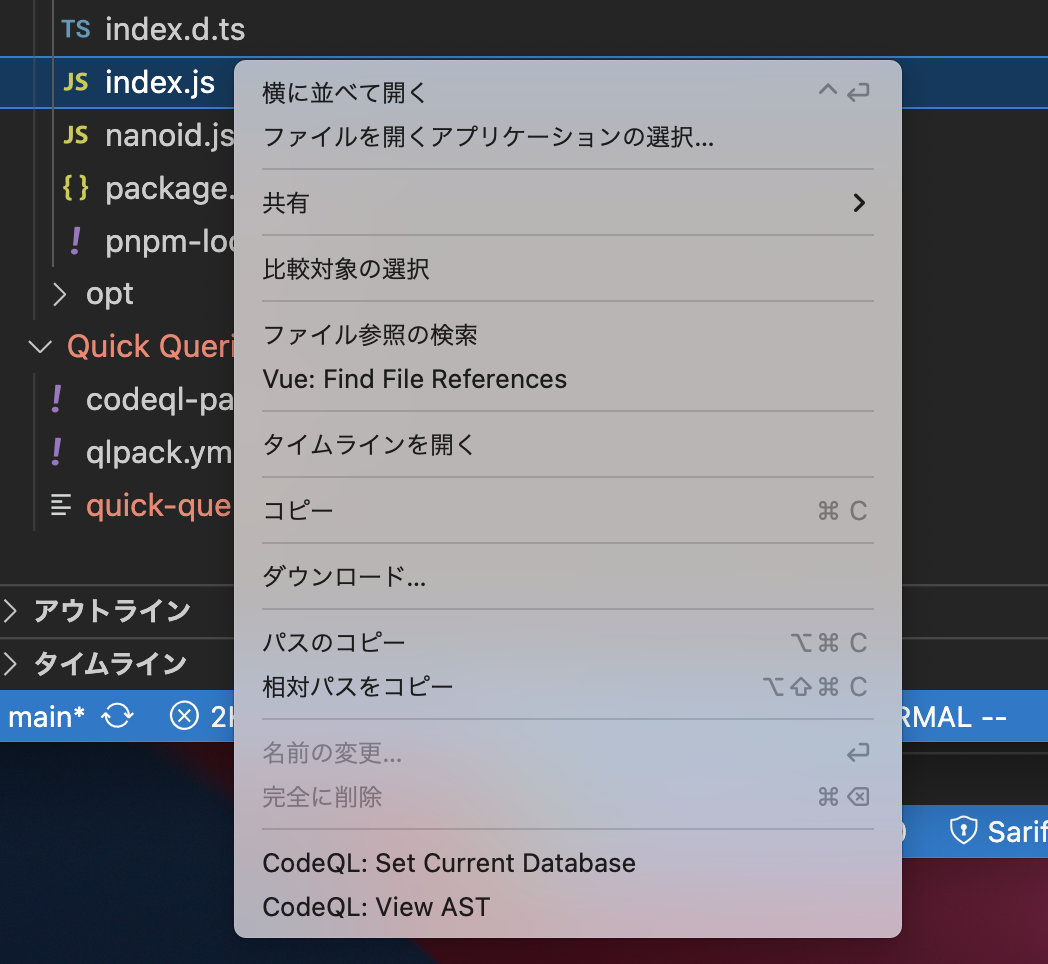 TS index.d.ts
JS index.js
JS nanoid.js
{} package.
! pnpm-loc
opt
Quick Queri
! codeql-pa
! qlpack.ym
quick-que
アウトライン
タイムライン
main*
2
RMAL --
Sarif
横に並べて開く ^ ↩
ファイルを開くアプリケーションの選択...
共有
比較対象の選択
ファイル参照の検索
Vue: Find File References
タイムラインを開く
コピー ⌘ C
ダウンロード...
パスのコピー ⌥⌘ C
相対パスをコピー ⌥⇧⌘ C
名前の変更... ↩
完全に削除 ⌘ ⌫
CodeQL: Set Current Database
CodeQL: View AST